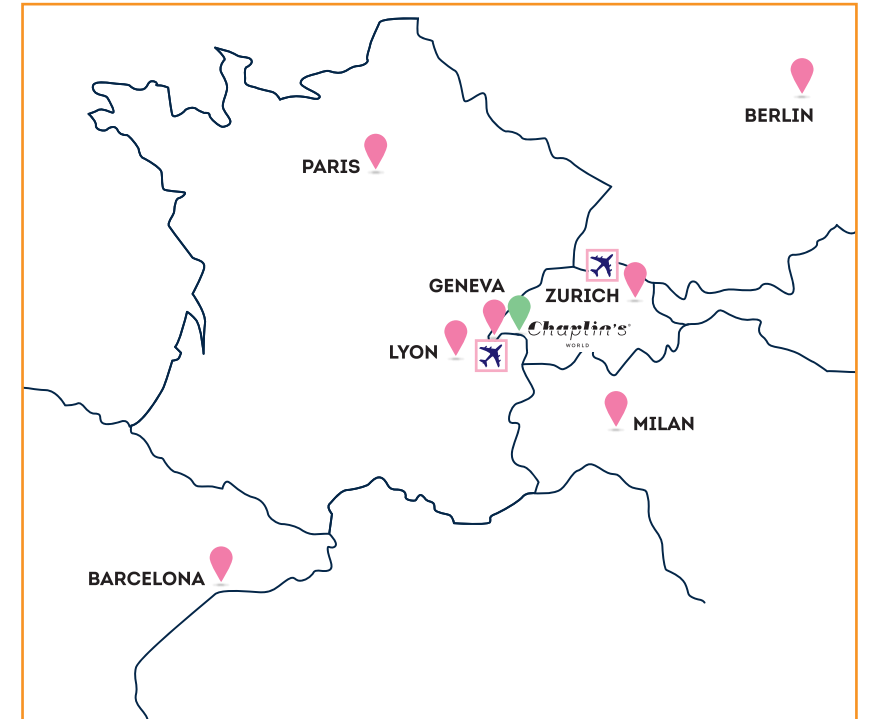 BERLIN
PARIS
GENEVA
ZURICH
Chaplin's®
WORLD
LYON
MILAN
BARCELONA